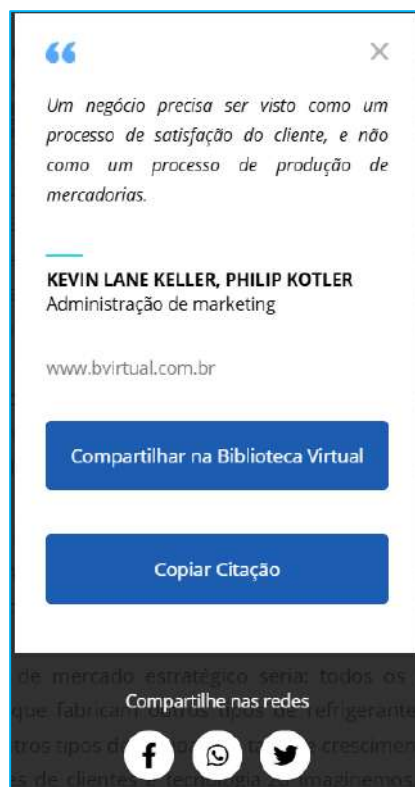 Um negócio precisa ser visto como um
processo de satisfação do cliente, e não
como um processo de produção de
mercadorias.
KEVIN LANE KELLER, PHILIP KOTLER
Administração de marketing
www.bvirtual.com.br
Compartilhar na Biblioteca Virtual
Copiar Citação
de mercado estratégico seria: todos os
Compartilhe nas redes
que fabricam outros tipos de refrigerante
tros tipos de crescimen
s de clientes e tecnologia imaginemos